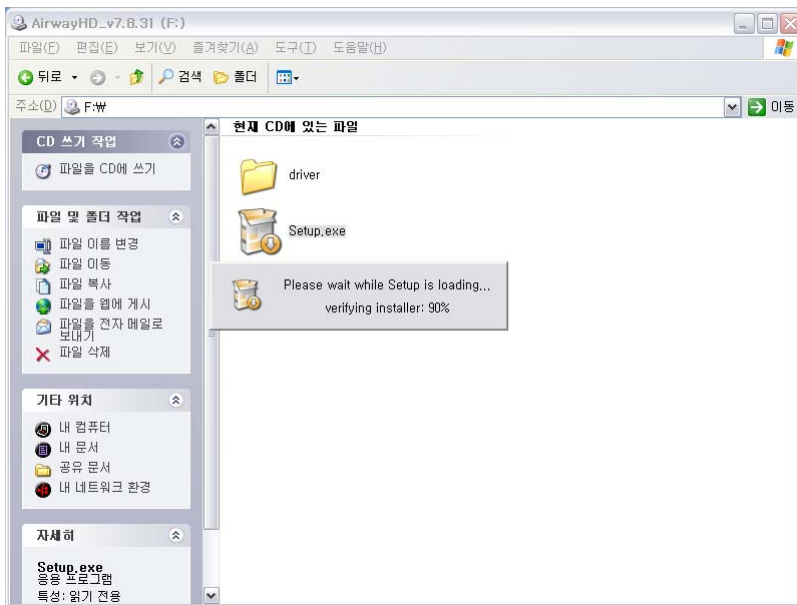 AirwayHD_v7.8.31 (F:)
파일(F) 편집(E) 보기(V) 즐겨찾기(A) 도구(T) 도움말(H)
뒤로 검색 폴더
주소(D) F:₩ 이동
현재 CD에 있는 파일
CD 쓰기 작업
파일을 CD에 쓰기
driver
Setup.exe
파일 및 폴더 작업
파일 이름 변경
파일 이동
파일 복사
파일을 웹에 게시
파일을 전자 메일로
보내기
파일 삭제
Please wait while Setup is loading...
verifying installer: 90%
기타 위치
내 컴퓨터
내 문서
공유 문서
내 네트워크 환경
자세히
Setup.exe
응용 프로그램
특성: 읽기 전용